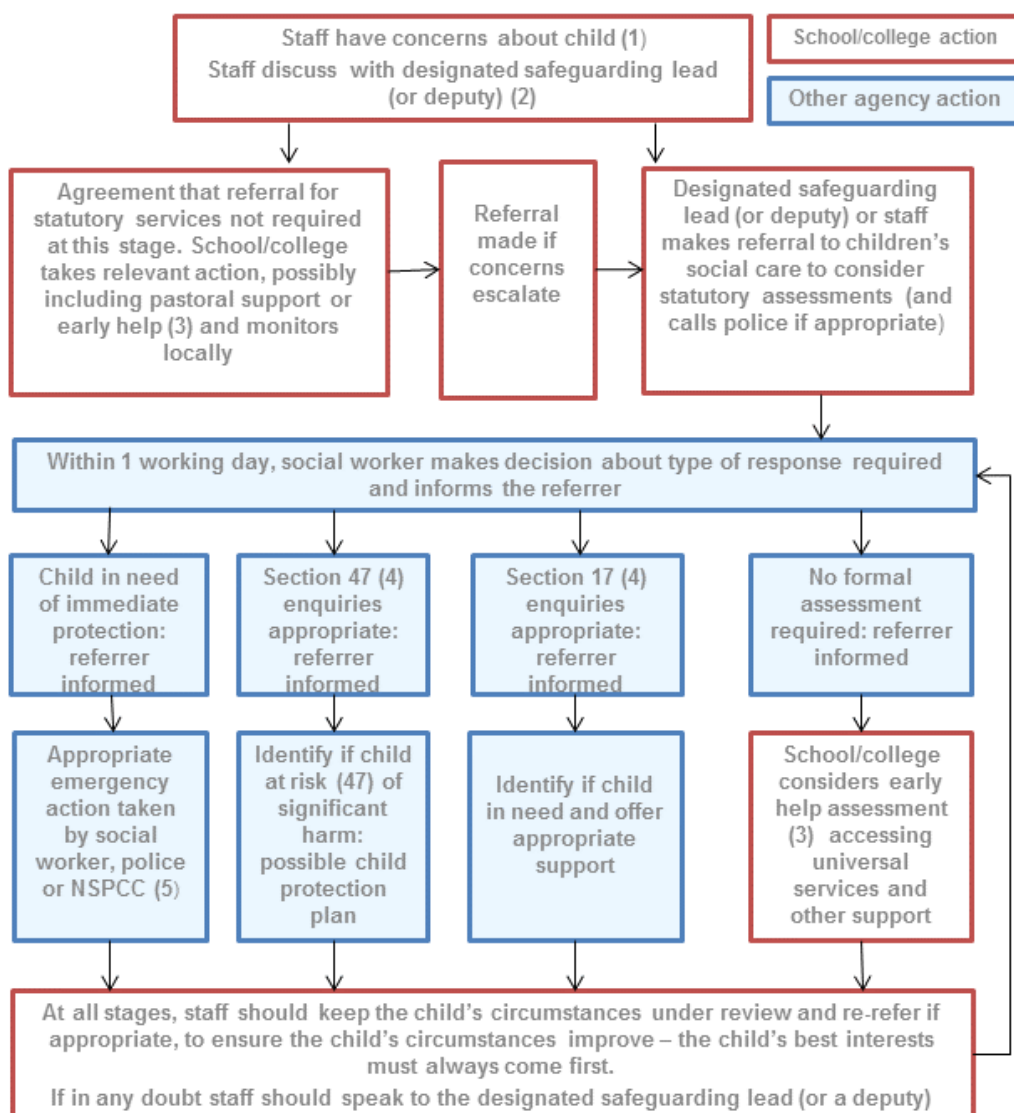 Staff have concerns about child (1)
Staff discuss with designated safeguarding lead
(or deputy) (2)
School/college action
Other agency action
Agreement that referral for
statutory services not required
at this stage. School/college
takes relevant action, possibly
including pastoral support or
early help (3) and monitors
locally
Referral
made if
concerns
escalate
Designated safeguarding
lead (or deputy) or staff
makes referral to children’s
social care to consider
statutory assessments (and
calls police if appropriate)
Within 1 working day, social worker makes decision about type of response required
and informs the referrer
Child in need
of immediate
protection:
referrer
informed
Section 47 (4)
enquiries
appropriate:
referrer
informed
Section 17 (4)
enquiries
appropriate:
referrer
informed
No formal
assessment
required: referrer
informed
Appropriate
emergency
action taken
by social
worker, police
or NSPCC (5)
Identify if child
at risk (47) of
significant
harm:
possible child
protection
plan
Identify if child
in need and offer
appropriate
support
School/college
considers early
help assessment
(3) accessing
universal
services and
other support
At all stages, staff should keep the child’s circumstances under review and re-refer if
appropriate, to ensure the child’s circumstances improve – the child’s best interests
must always come first.
If in any doubt staff should speak to the designated safeguarding lead (or a deputy)